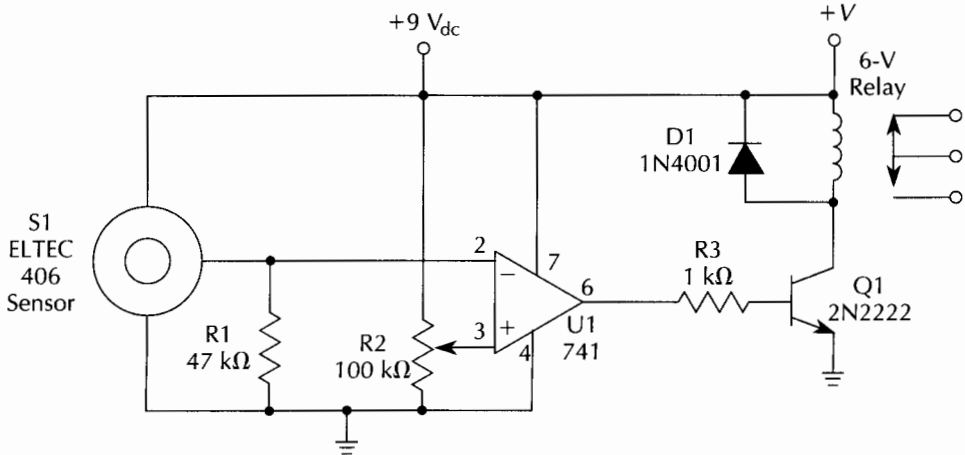 +9 Vdc
+V
6-V
Relay
D1
1N4001
S1
ELTEC
406
Sensor
2
−
7
R3
1 kΩ
6
Q1
2N2222
R1
47 kΩ
R2
100 kΩ
3
+
4
U1
741